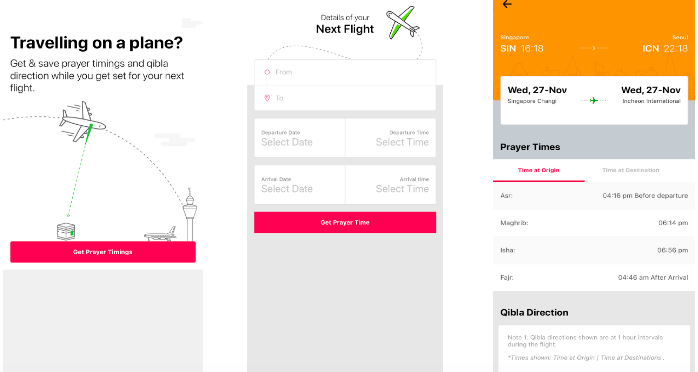 Travelling on a plane?
Get & save prayer timings and qibla
direction while you get set for your next
flight.
Get Prayer Timings
Details of your
Next Flight
From
To
Departure Date
Departure Time
Select Date
Select Time
Arrival Date
Arrival time
Select Date
Select time
Get Prayer Time
Singapore
Seoul
SIN 16:18
ICN 22:18
Wed, 27-Nov
Wed, 27-Nov
Singapore Changi
Incheon International
Prayer Times
Time at Origin
Time at Destination
Asr:
04:16 pm Before departure
Maghrib:
06:14 pm
Isha:
06:56 pm
Fajr:
04:46 am After Arrival
Qibla Direction
Note 1: Qibla directions shown are at 1 hour intervals
during the flight.
*Times shown: Time at Origin | Time at Destinations .